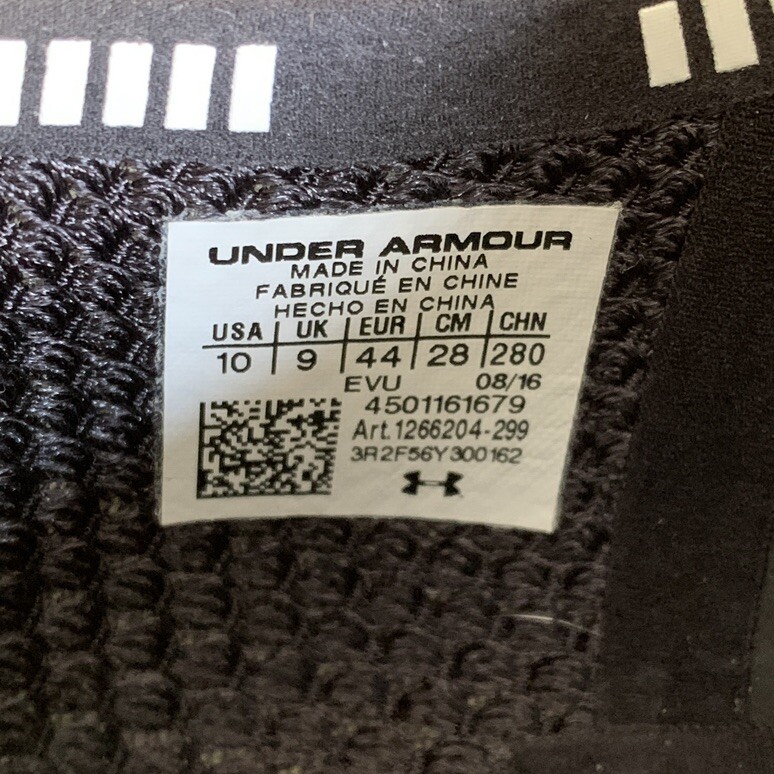 UNDER ARMOUR
MADE IN CHINA
FABRIQUÉ EN CHINE
HECHO EN CHINA
USA | UK | EUR | CM | CHN
10 | 9 | 44 | 28 | 280
EVU 08/16
4501161679
Art.1266204-299
3R2F56Y300162